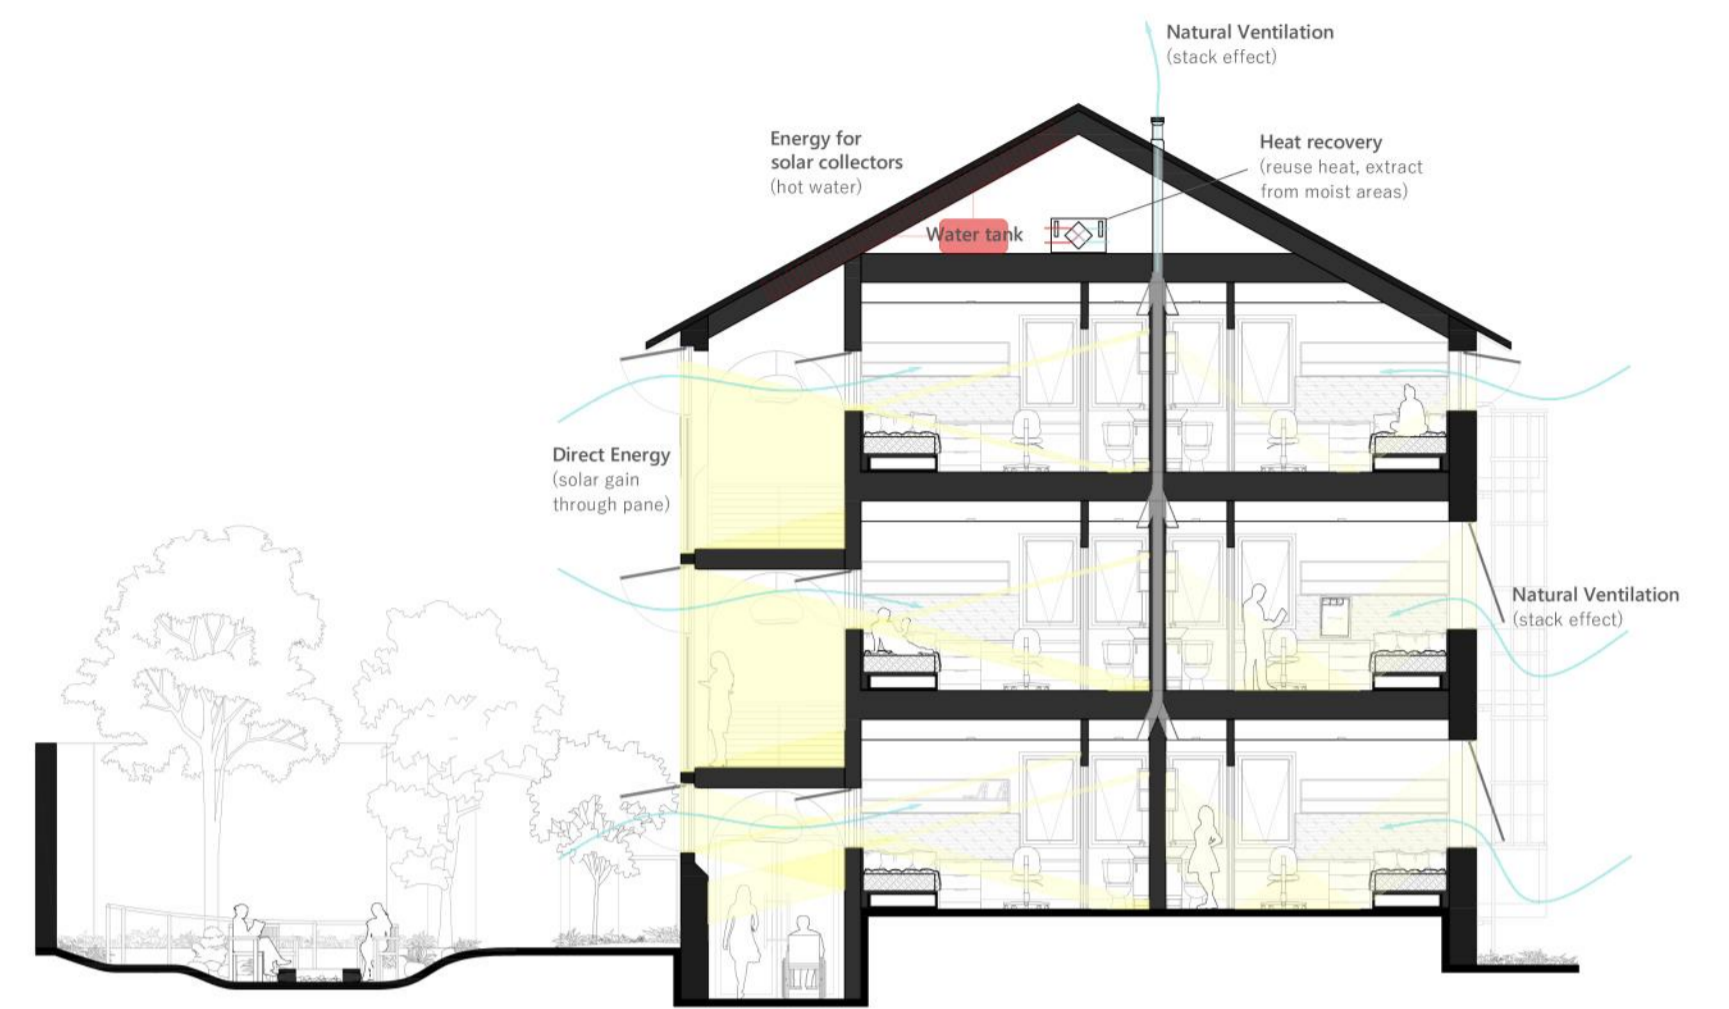 Natural Ventilation
(stack effect)
Energy for
solar collectors
(hot water)
Heat recovery
(reuse heat, extract
from moist areas)
Water tank
Direct Energy
(solar gain
through pane)
Natural Ventilation
(stack effect)